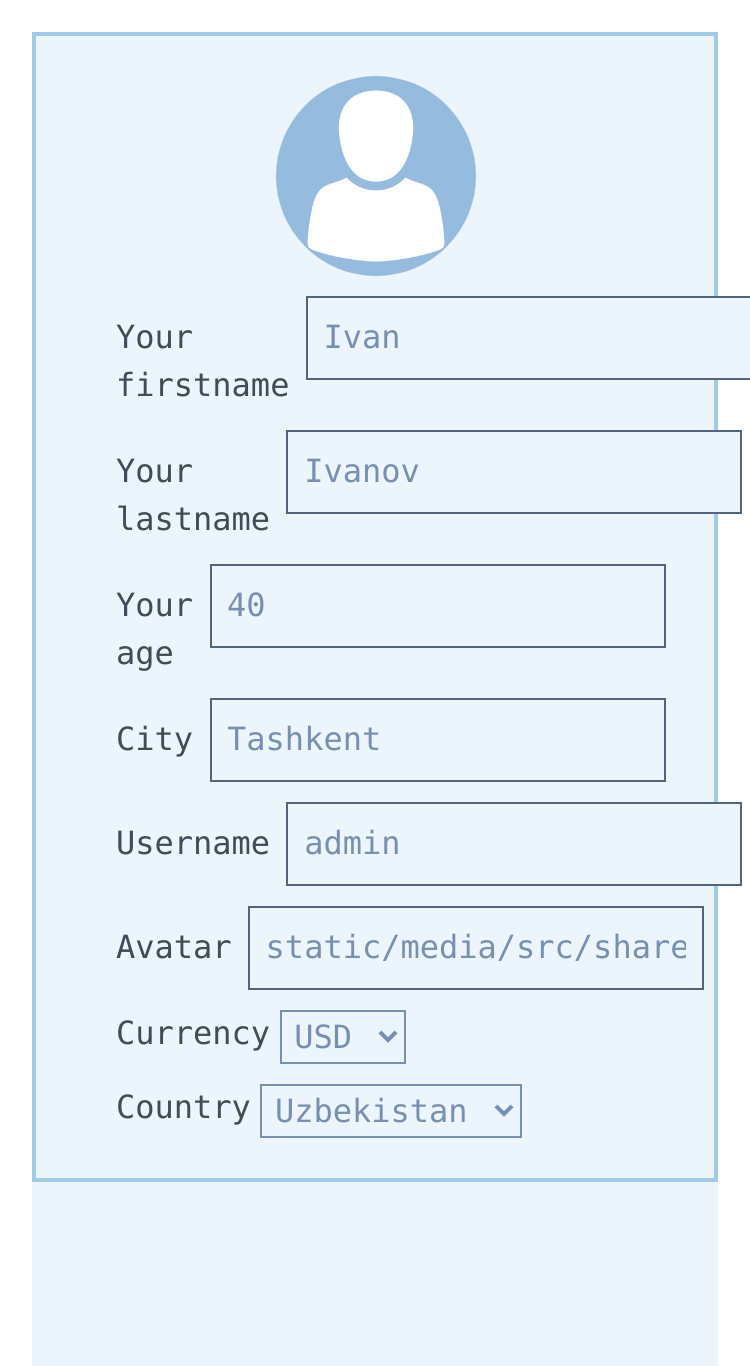 Your Ivan
firstname
Your Ivanov
lastname
Your 40
age
City Tashkent
Username admin
Avatar static/media/src/share
Currency USD
Country Uzbekistan